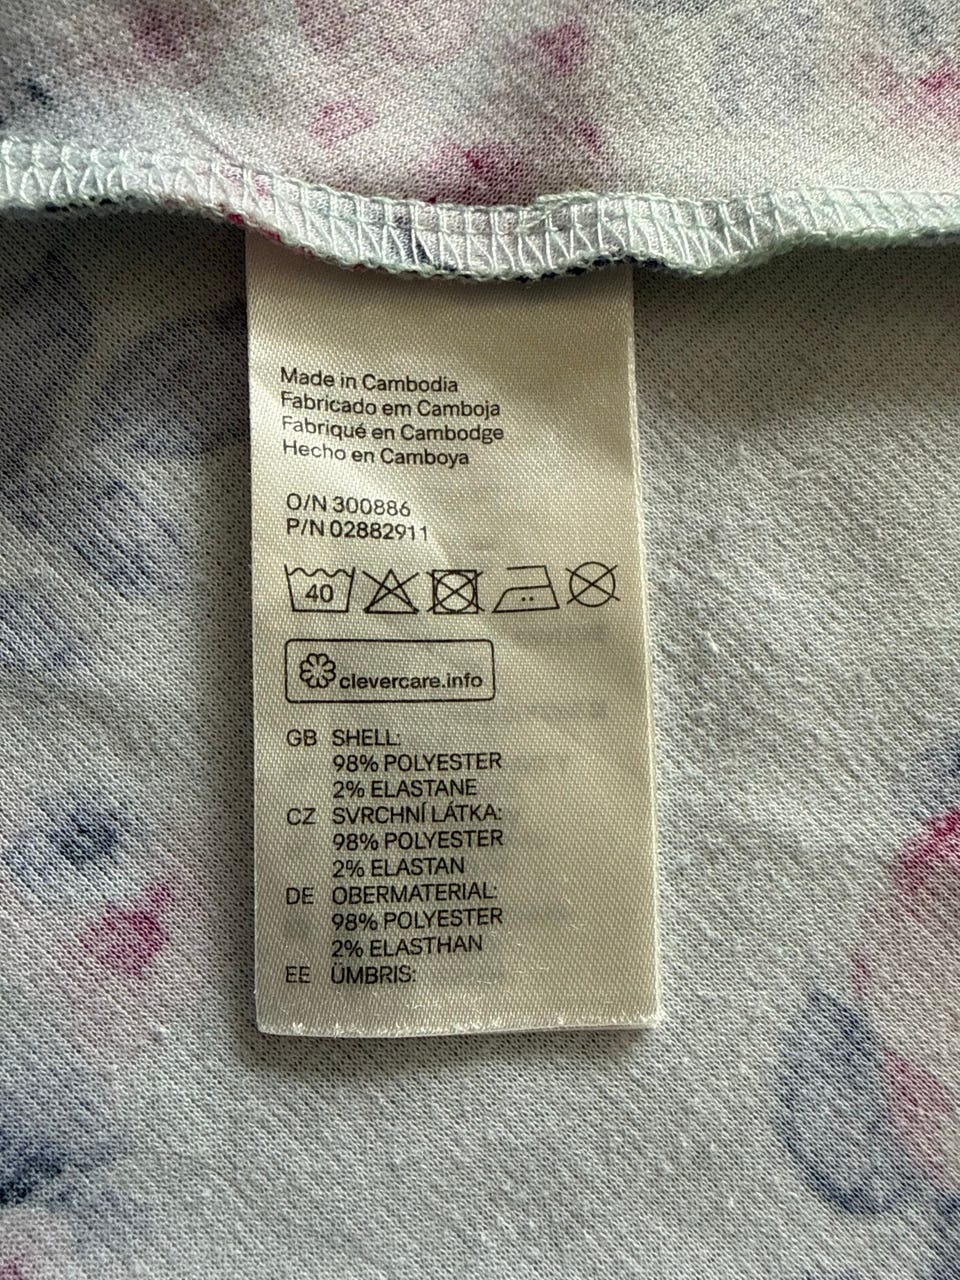 Made in Cambodia
Fabricado em Camboja
Fabriqué en Cambodge
Hecho en Camboya
O/N 300886
P/N 02882911
40
clevercare.info
GB SHELL:
98% POLYESTER
2% ELASTANE
CZ SVRCHNÍ LÁTKA:
98% POLYESTER
2% ELASTAN
DE OBERMATERIAL:
98% POLYESTER
2% ELASTHAN
EE ÜMBRIS: